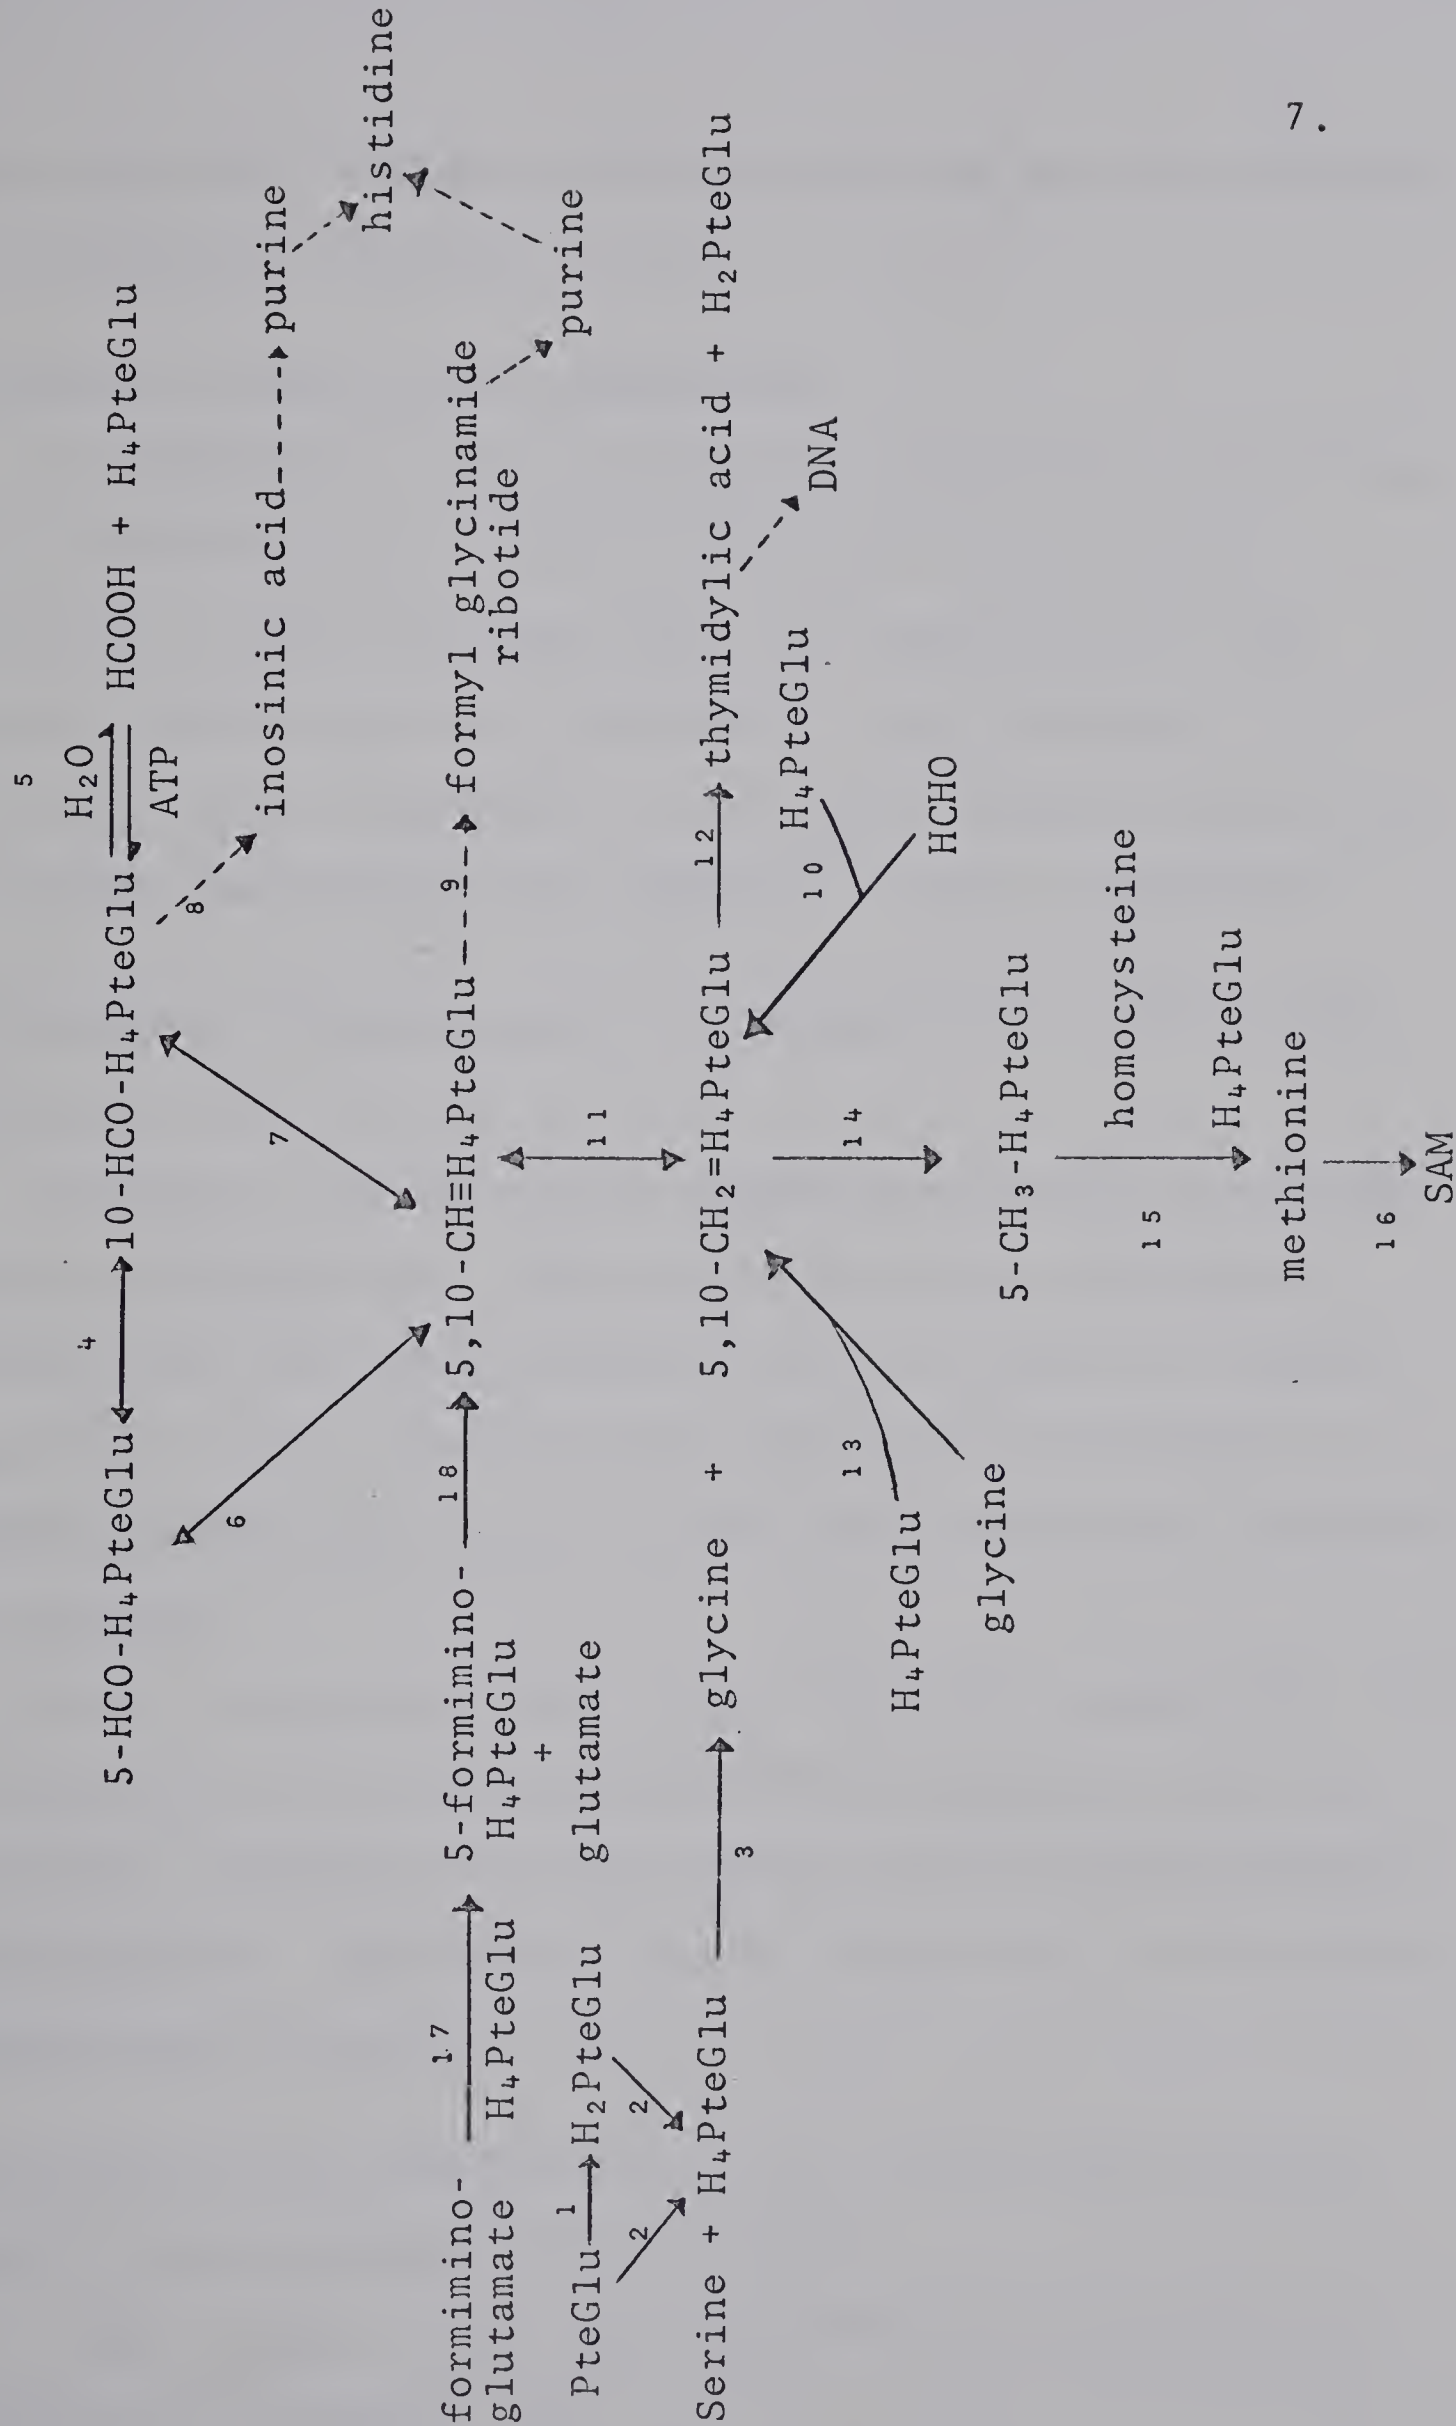 5
H₂O
5-HCO-H₄PteGlu 4 10-HCO-H₄PteGlu HCOOH + H₄PteGlu
ATP
8
6
7
inosinic acid purine
histidine
formimino-
glutamate
17
H₄PteGlu
5-formimino-
H₄PteGlu
+
glutamate
18
5,10-CH≡H₄PteGlu
9
formyl glycinamide
ribotide
purine
PteGlu 1 H₂PteGlu
2
2
11
Serine + H₄PteGlu
3
glycine + 5,10-CH₂=H₄PteGlu
12
thymidylic acid + H₂PteGlu
DNA
13
H₄PteGlu
glycine
14
10
H₄PteGlu
HCHO
5-CH₃-H₄PteGlu
15
homocysteine
H₄PteGlu
methionine
16
SAM
7.